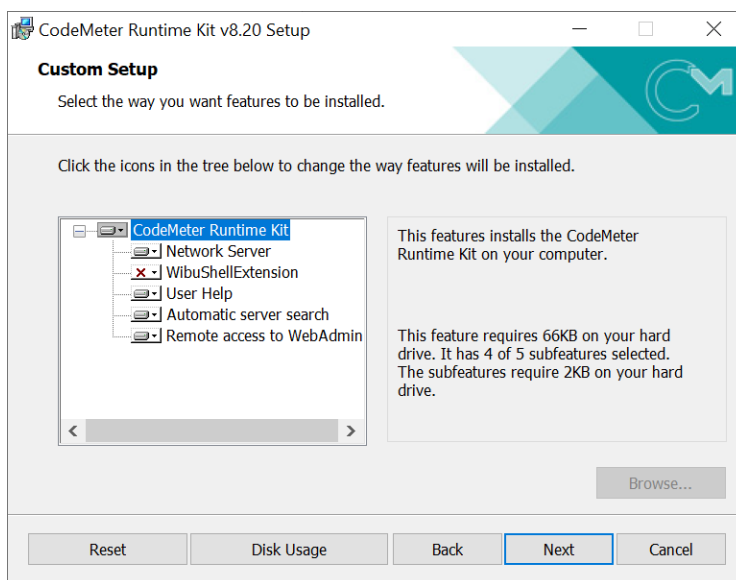 CodeMeter Runtime Kit v8.20 Setup
Custom Setup
Select the way you want features to be installed.
Click the icons in the tree below to change the way features will be installed.
CodeMeter Runtime Kit
Network Server
WibuShellExtension
User Help
Automatic server search
Remote access to WebAdmin
This features installs the CodeMeter
Runtime Kit on your computer.
This feature requires 66KB on your hard
drive. It has 4 of 5 subfeatures selected.
The subfeatures require 2KB on your hard
drive.
Browse...
Reset
Disk Usage
Back
Next
Cancel